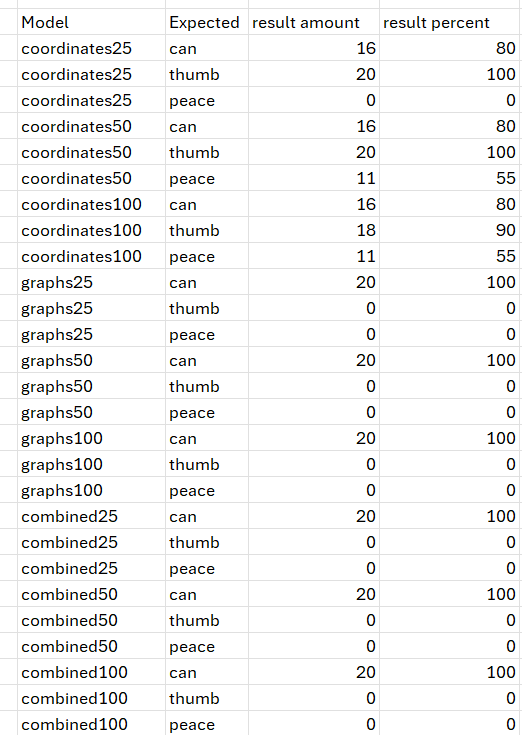 Model Expected result amount result percent
coordinates25 can 16 80
coordinates25 thumb 20 100
coordinates25 peace 0 0
coordinates50 can 16 80
coordinates50 thumb 20 100
coordinates50 peace 11 55
coordinates100 can 16 80
coordinates100 thumb 18 90
coordinates100 peace 11 55
graphs25 can 20 100
graphs25 thumb 0 0
graphs25 peace 0 0
graphs50 can 20 100
graphs50 thumb 0 0
graphs50 peace 0 0
graphs100 can 20 100
graphs100 thumb 0 0
graphs100 peace 0 0
combined25 can 20 100
combined25 thumb 0 0
combined25 peace 0 0
combined50 can 20 100
combined50 thumb 0 0
combined50 peace 0 0
combined100 can 20 100
combined100 thumb 0 0
combined100 peace 0 0